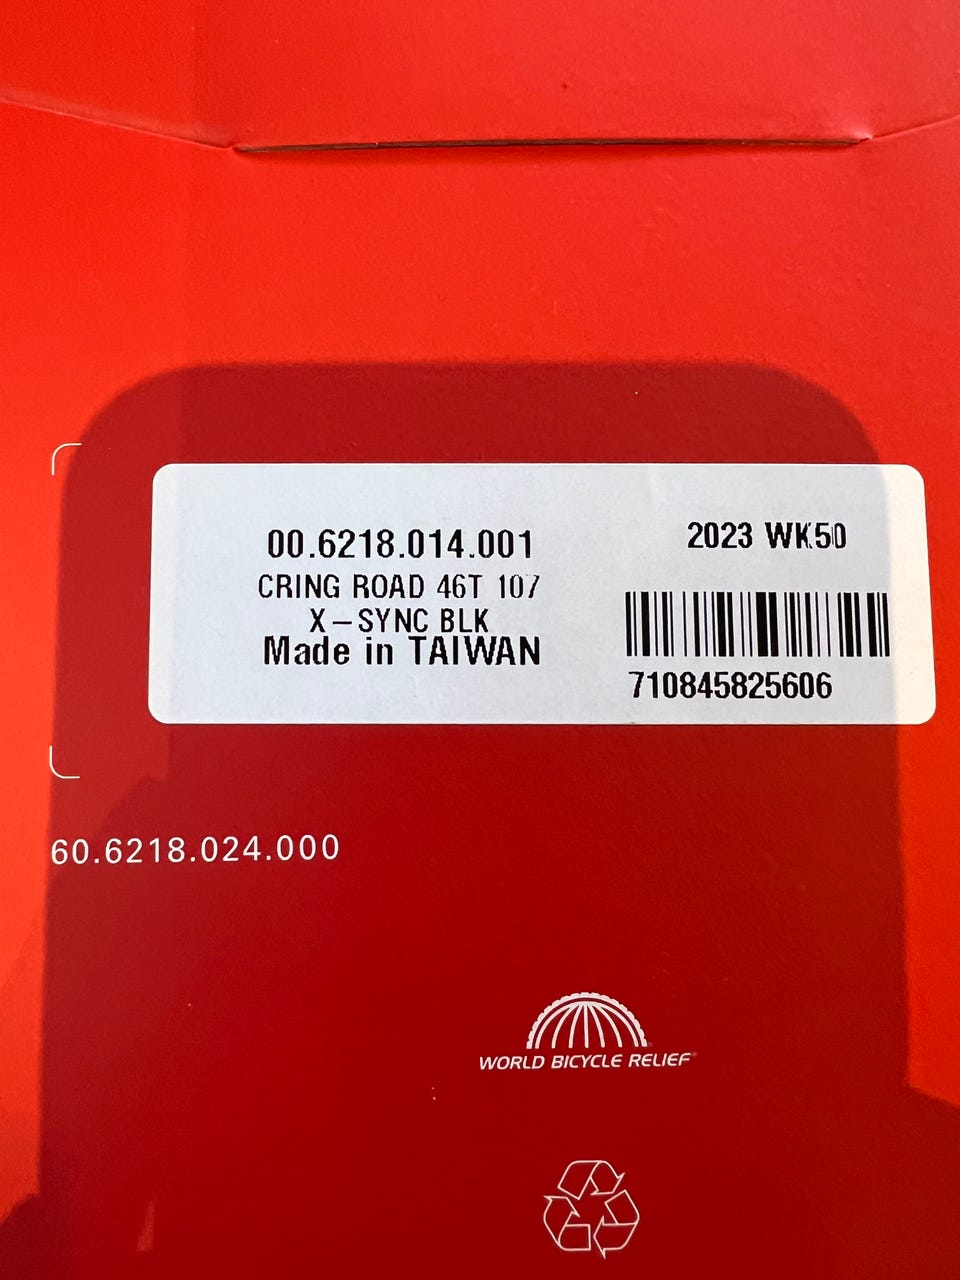 00.6218.014.001
CRING ROAD 46T 107
X-SYNC BLK
Made in TAIWAN
2023 WK50
710845825606
60.6218.024.000
WORLD BICYCLE RELIEF